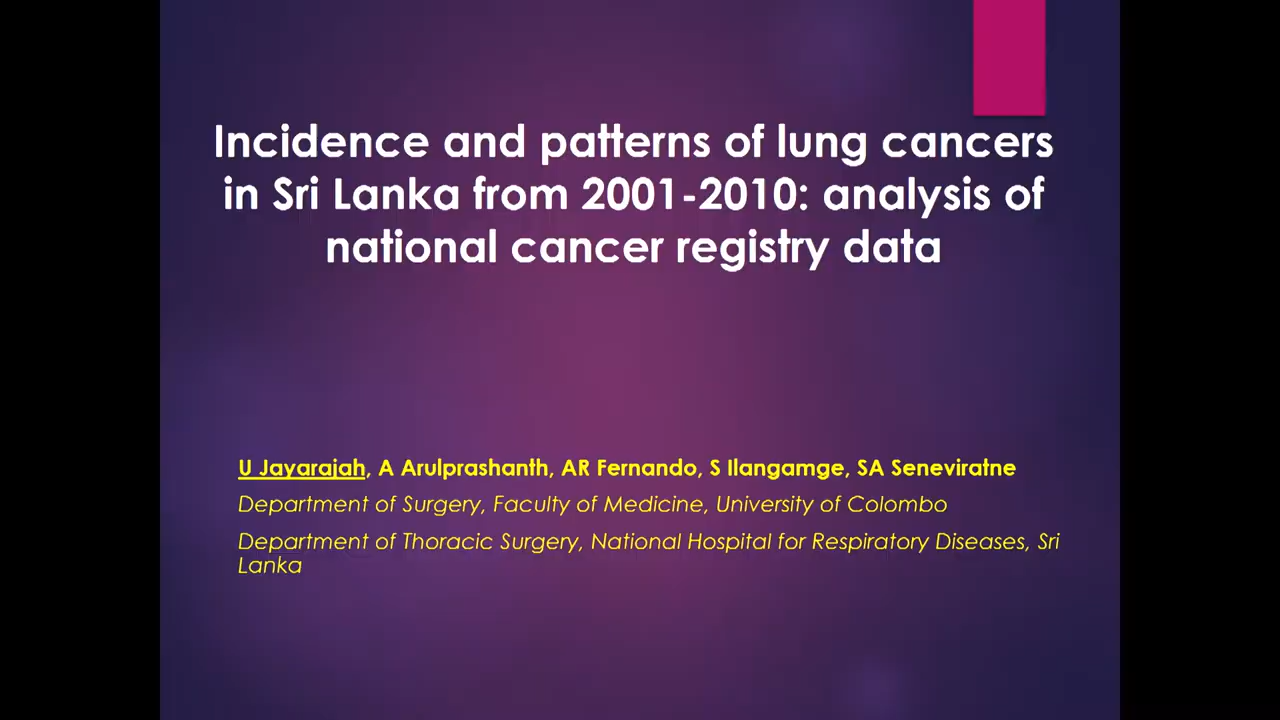 Incidence and patterns of lung cancers
in Sri Lanka from 2001-2010: analysis of
national cancer registry data
U Jayarajah, A Arulprashanth, AR Fernando, S Ilangamge, SA Seneviratne
Department of Surgery, Faculty of Medicine, University of Colombo
Department of Thoracic Surgery, National Hospital for Respiratory Diseases, Sri
Lanka